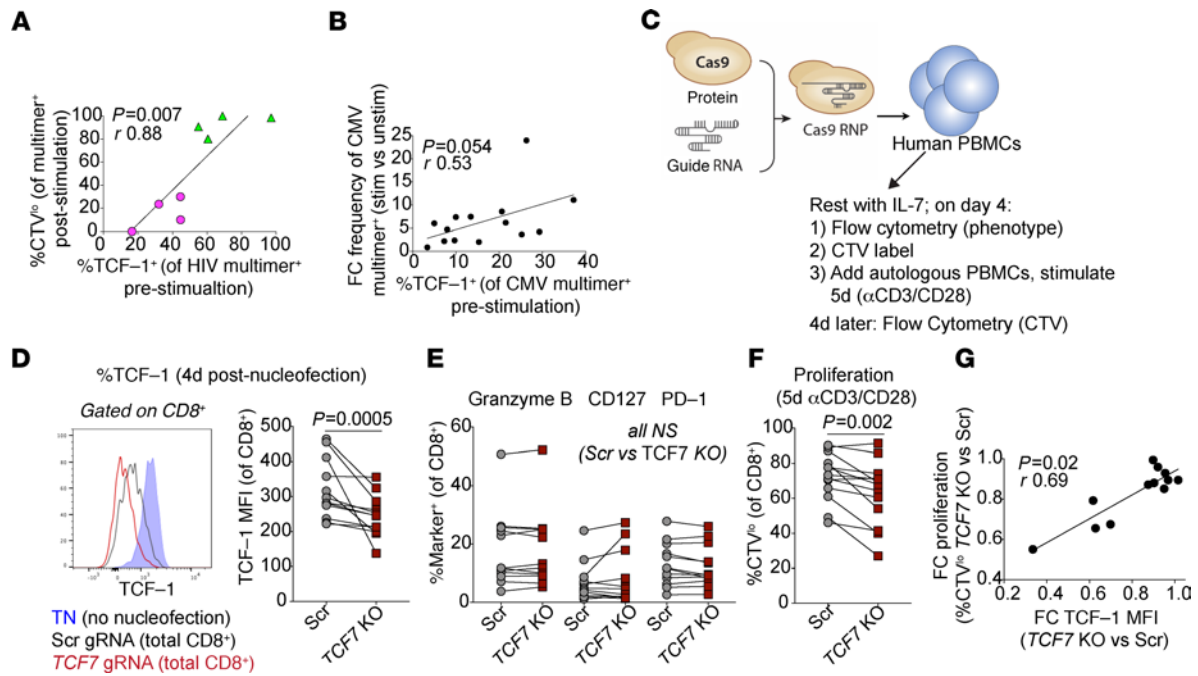 A
P=0.007
r 0.88
100
80
60
40
20
0
0 20 40 60 80 100
%CTVlo (of multimer+
post-stimulation)
%TCF–1+ (of HIV multimer+
pre-stimualtion)
B
P=0.054
r 0.53
25
20
15
10
5
0
0 10 20 30 40
FC frequency of CMV
multimer+ (stim vs unstim)
%TCF–1+ (of CMV multimer+
pre-stimulation)
C
Cas9
Protein
Guide RNA
Cas9 RNP
Human PBMCs
Rest with IL-7; on day 4:
1) Flow cytometry (phenotype)
2) CTV label
3) Add autologous PBMCs, stimulate
5d (αCD3/CD28)
4d later: Flow Cytometry (CTV)
D
%TCF–1 (4d post-nucleofection)
Gated on CD8+
100
80
60
40
20
0
TCF–1
TN (no nucleofection)
Scr gRNA (total CD8+)
TCF7 gRNA (total CD8+)
P=0.0005
500
400
300
200
100
0
TCF–1 MFI (of CD8+)
Scr
TCF7 KO
E
Granzyme B CD127 PD–1
all NS
(Scr vs TCF7 KO)
60
40
20
0
%Marker+ (of CD8+)
Scr
TCF7 KO
Scr
TCF7 KO
Scr
TCF7 KO
F
Proliferation
(5d αCD3/CD28)
P=0.002
100
80
60
40
20
0
%CTVlo (of CD8+)
Scr
TCF7 KO
G
P=0.02
r 0.69
1.0
0.8
0.6
0.4
0.2 0.4 0.6 0.8 1.0
FC proliferation
(%CTVlo TCF7 KO vs Scr)
FC TCF–1 MFI
(TCF7 KO vs Scr)